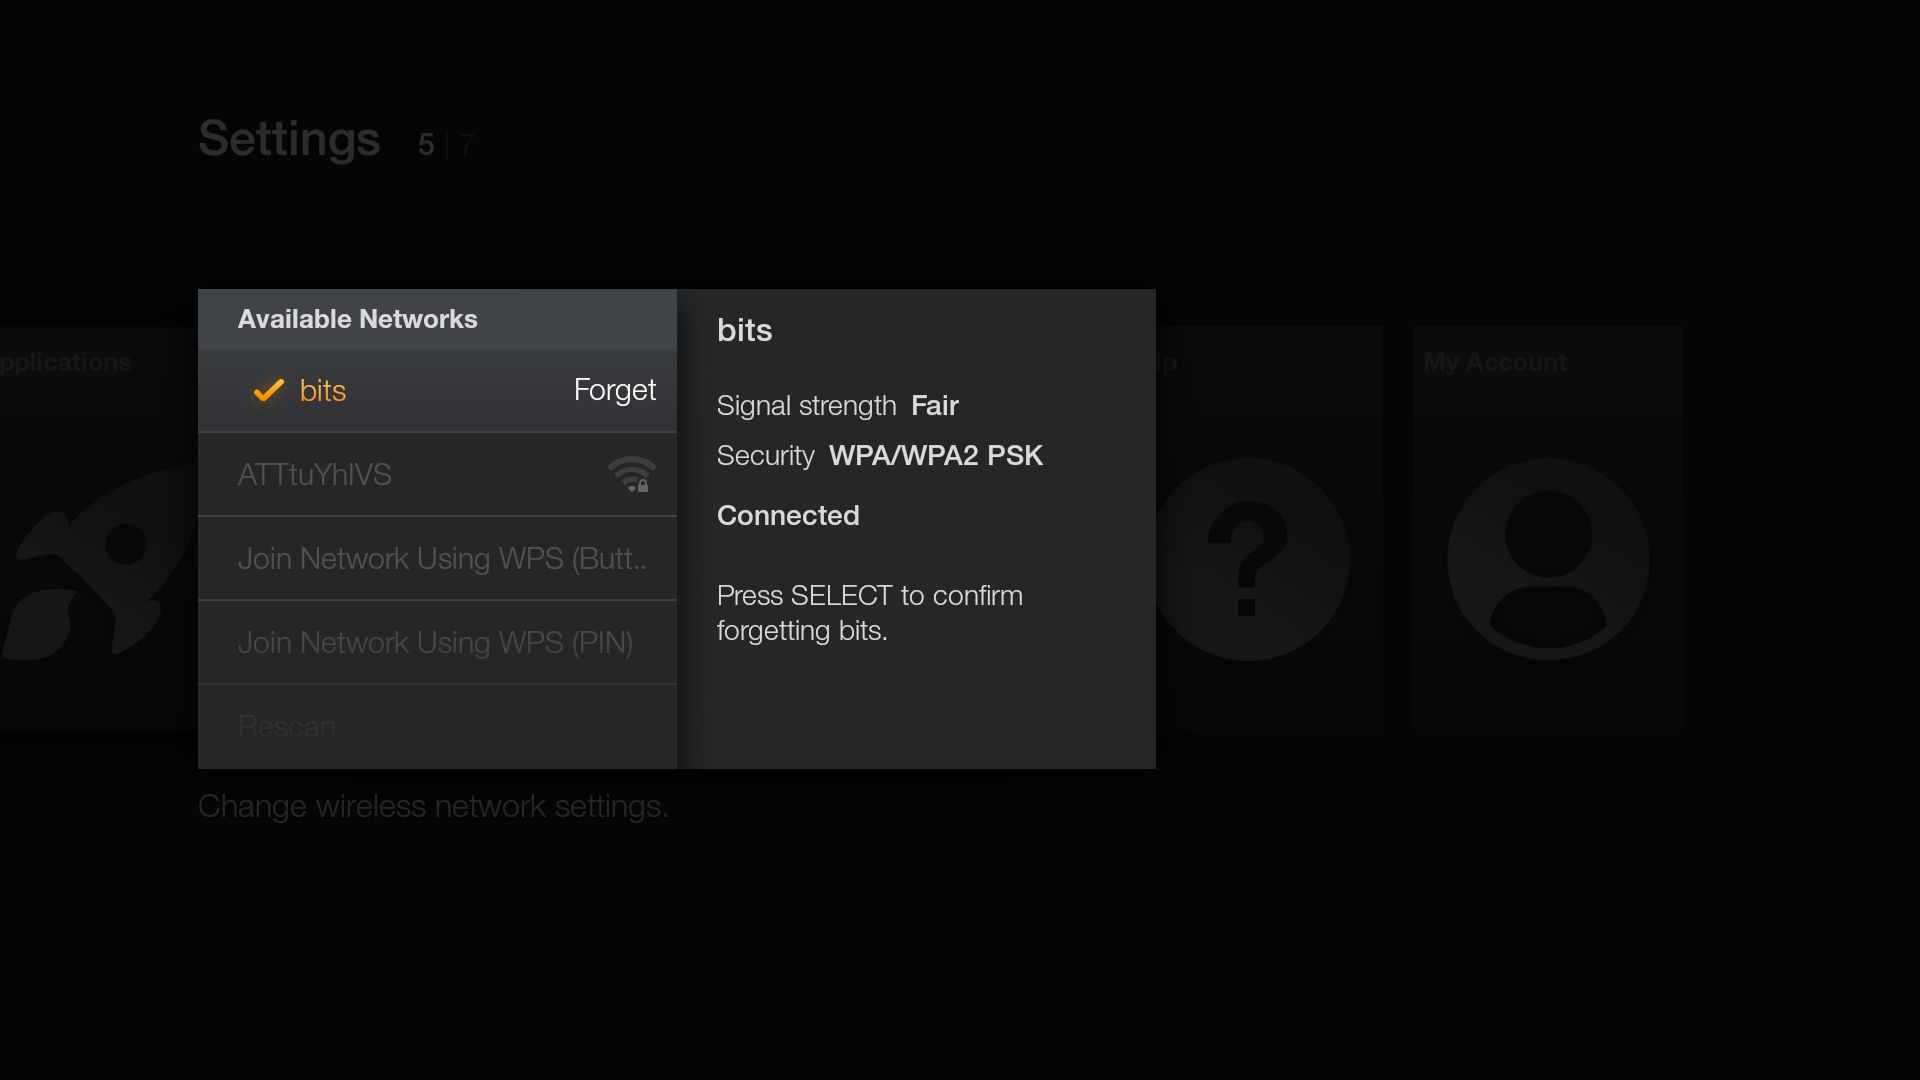 Settings 5 | 7
pplications
lp
My Account
Available Networks
bits Forget
ATTtuYhIVS
Join Network Using WPS (Butt..
Join Network Using WPS (PIN)
Rescan
bits
Signal strength Fair
Security WPA/WPA2 PSK
Connected
Press SELECT to confirm
forgetting bits.
Change wireless network settings.